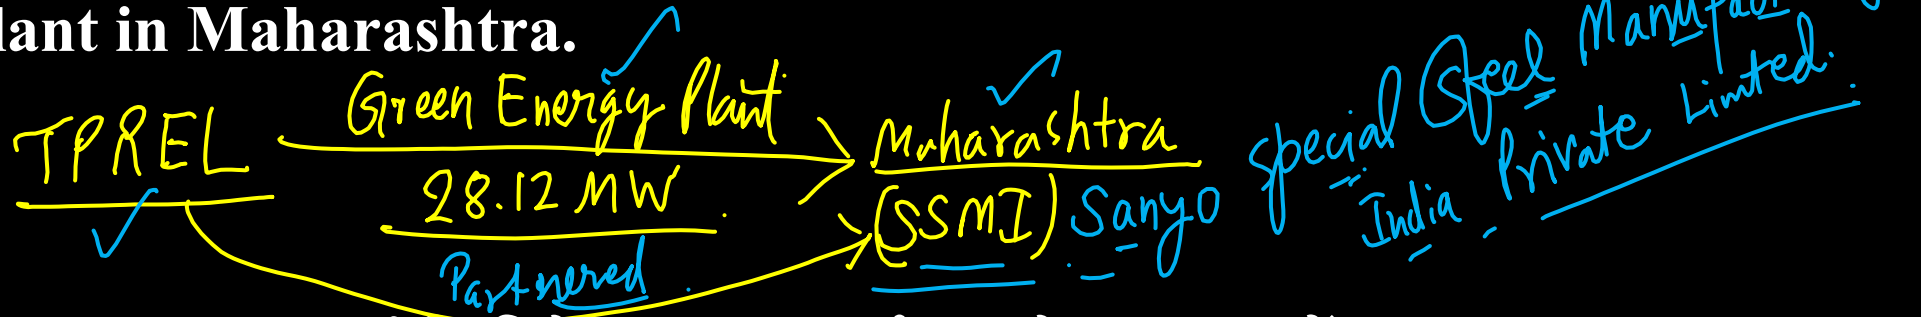 lant in Maharashtra.
TPREL Green Energy Plant Maharashtra
28.12 MW (SSMI) Sanyo Special Steel Manufact
India Private Limited.
Partnered